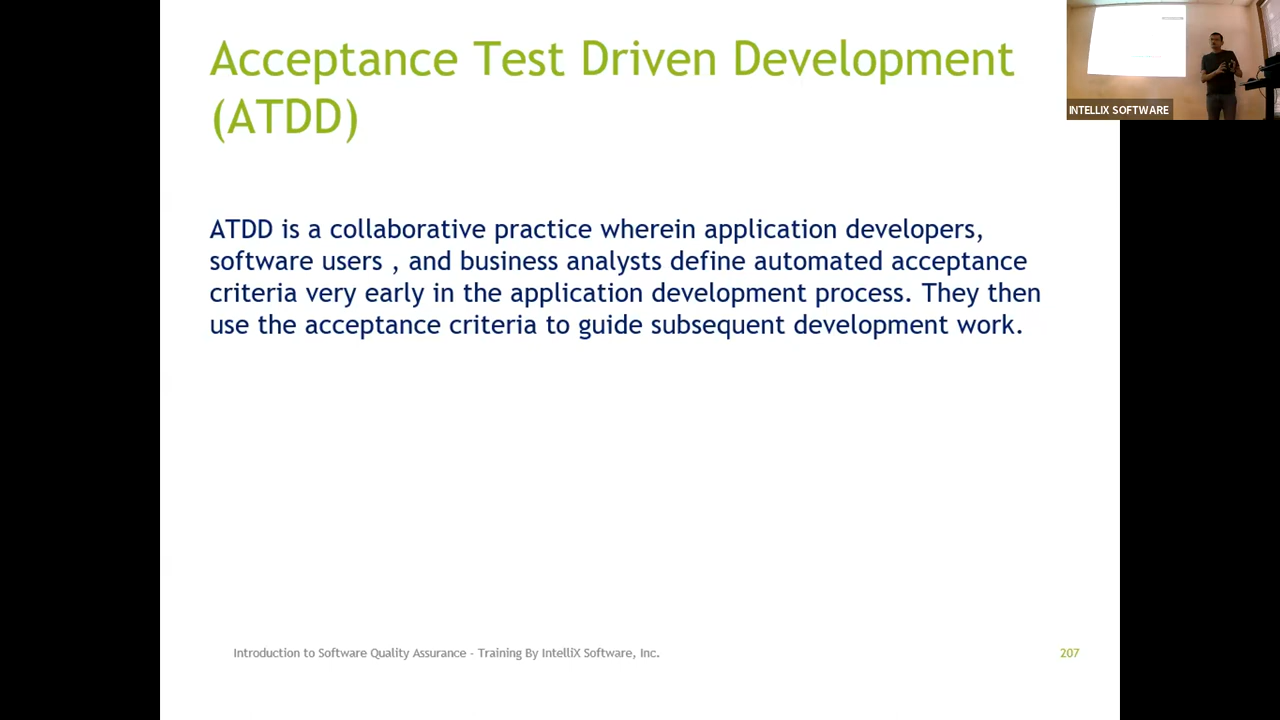 Acceptance Test Driven Development
(ATDD)
INTELLIX SOFTWARE
ATDD is a collaborative practice wherein application developers,
software users , and business analysts define automated acceptance
criteria very early in the application development process. They then
use the acceptance criteria to guide subsequent development work.
Introduction to Software Quality Assurance - Training By IntelliX Software, Inc.
207